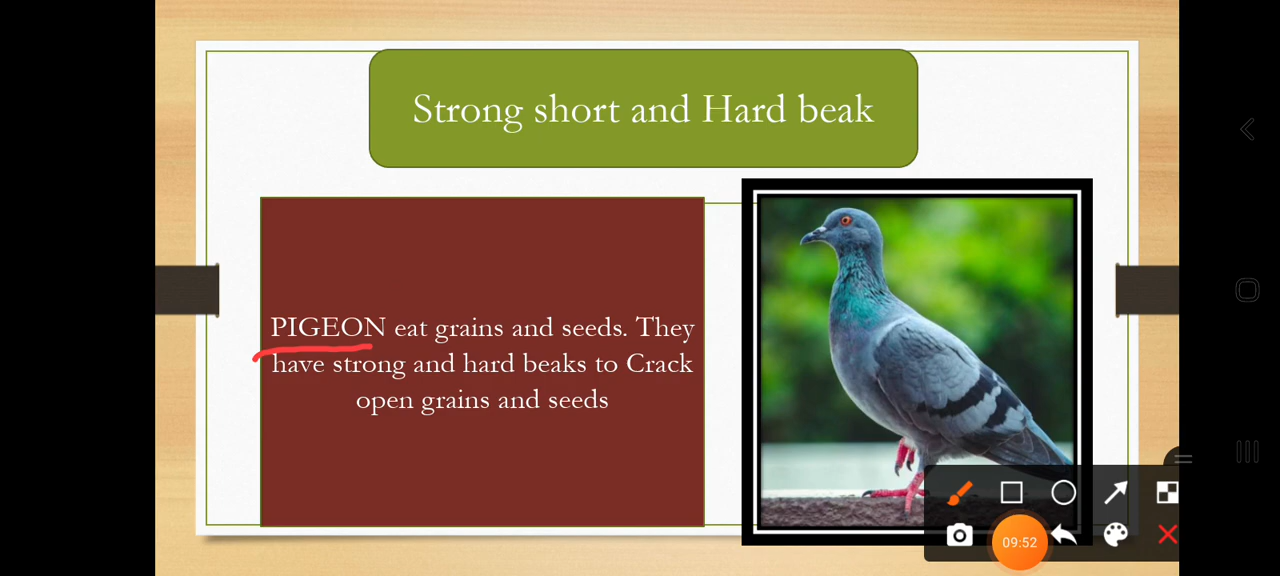 Strong short and Hard beak
PIGEON eat grains and seeds. They
have strong and hard beaks to Crack
open grains and seeds
09:52